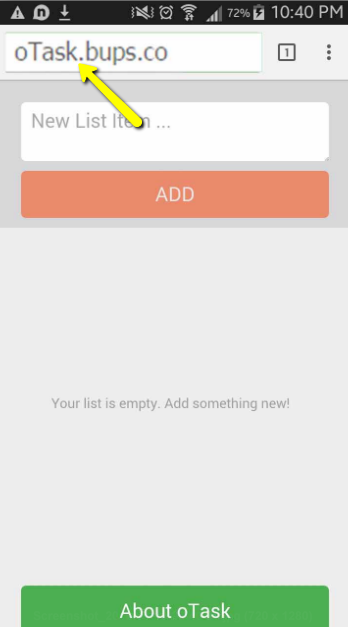 72% 10:40 PM
oTask.bups.co
1
New List Item ...
ADD
Your list is empty. Add something new!
About oTask